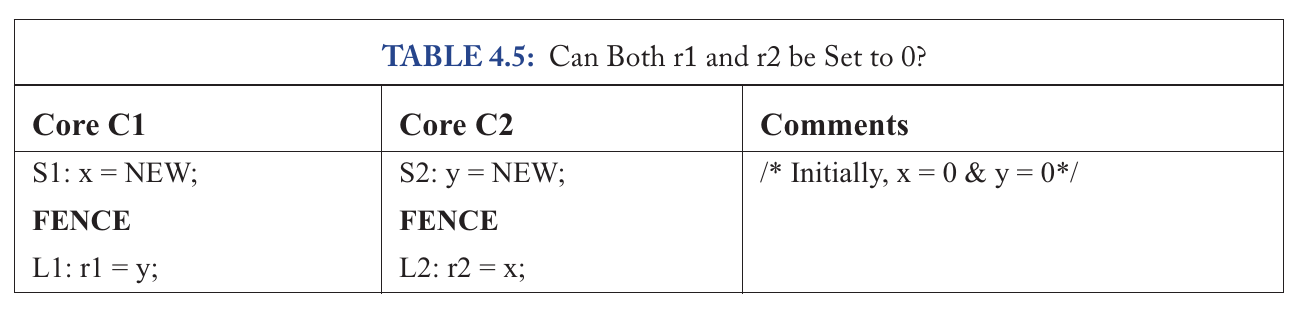 TABLE 4.5: Can Both r1 and r2 be Set to 0?
Core C1 Core C2 Comments
S1: x = NEW; S2: y = NEW; /* Initially, x = 0 & y = 0*/
FENCE FENCE
L1: r1 = y; L2: r2 = x;